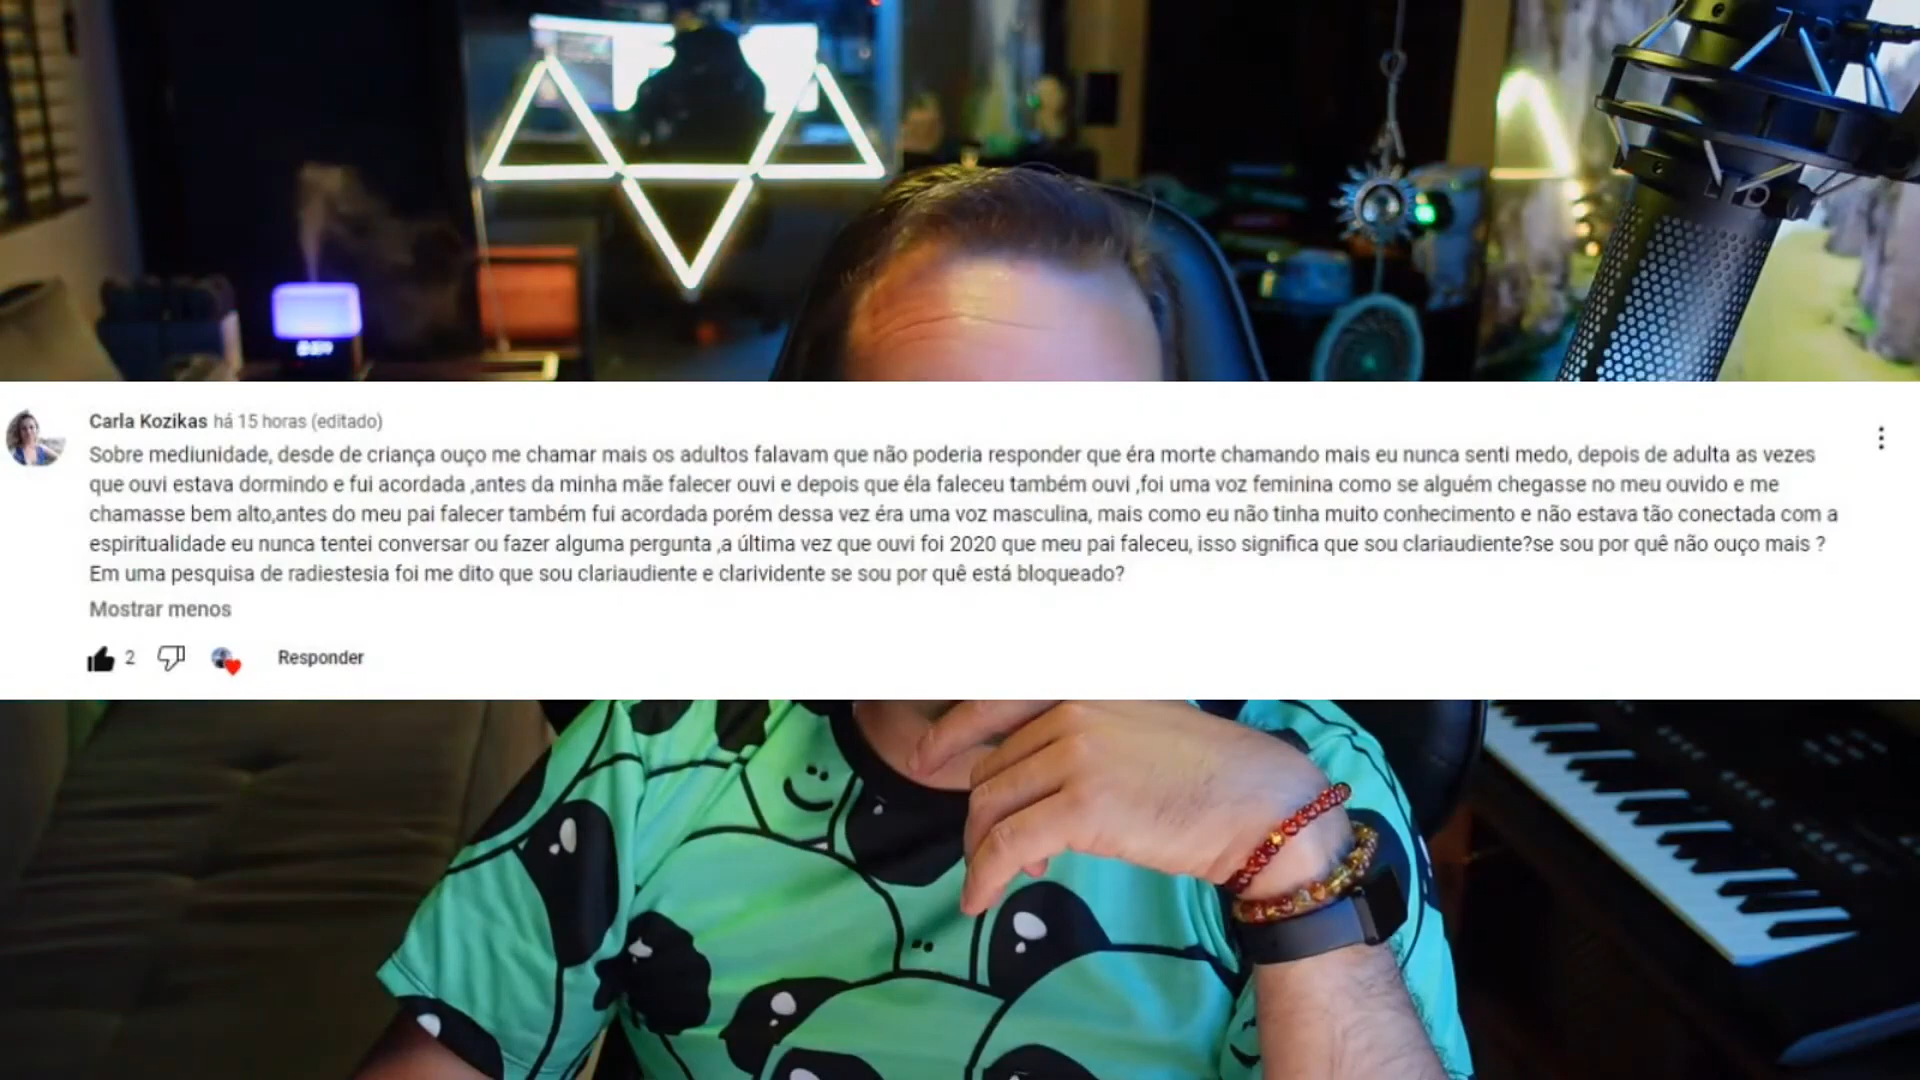 Carla Kozikas há 15 horas (editado)
Sobre mediunidade, desde de criança ouço me chamar mais os adultos falavam que não poderia responder que éra morte chamando mais eu nunca senti medo, depois de adulta as vezes
que ouvi estava dormindo e fui acordada ,antes da minha mãe falecer ouvi e depois que éla faleceu também ouvi ,foi uma voz feminina como se alguém chegasse no meu ouvido e me
chamasse bem alto,antes do meu pai falecer também fui acordada porém dessa vez éra uma voz masculina, mais como eu não tinha muito conhecimento e não estava tão conectada com a
espiritualidade eu nunca tentei conversar ou fazer alguma pergunta ,a última vez que ouvi foi 2020 que meu pai faleceu, isso significa que sou clariaudiente?se sou por quê não ouço mais ?
Em uma pesquisa de radiestesia foi me dito que sou clariaudiente e clarividente se sou por quê está bloqueado?
Mostrar menos
2 Responder